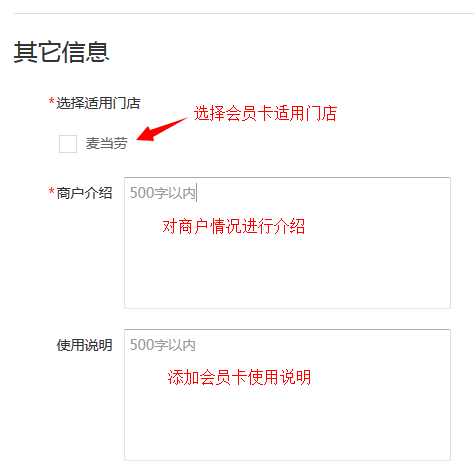 其它信息
*选择适用门店
选择会员卡适用门店
麦当劳
*商户介绍
500字以内
对商户情况进行介绍
使用说明
500字以内
添加会员卡使用说明